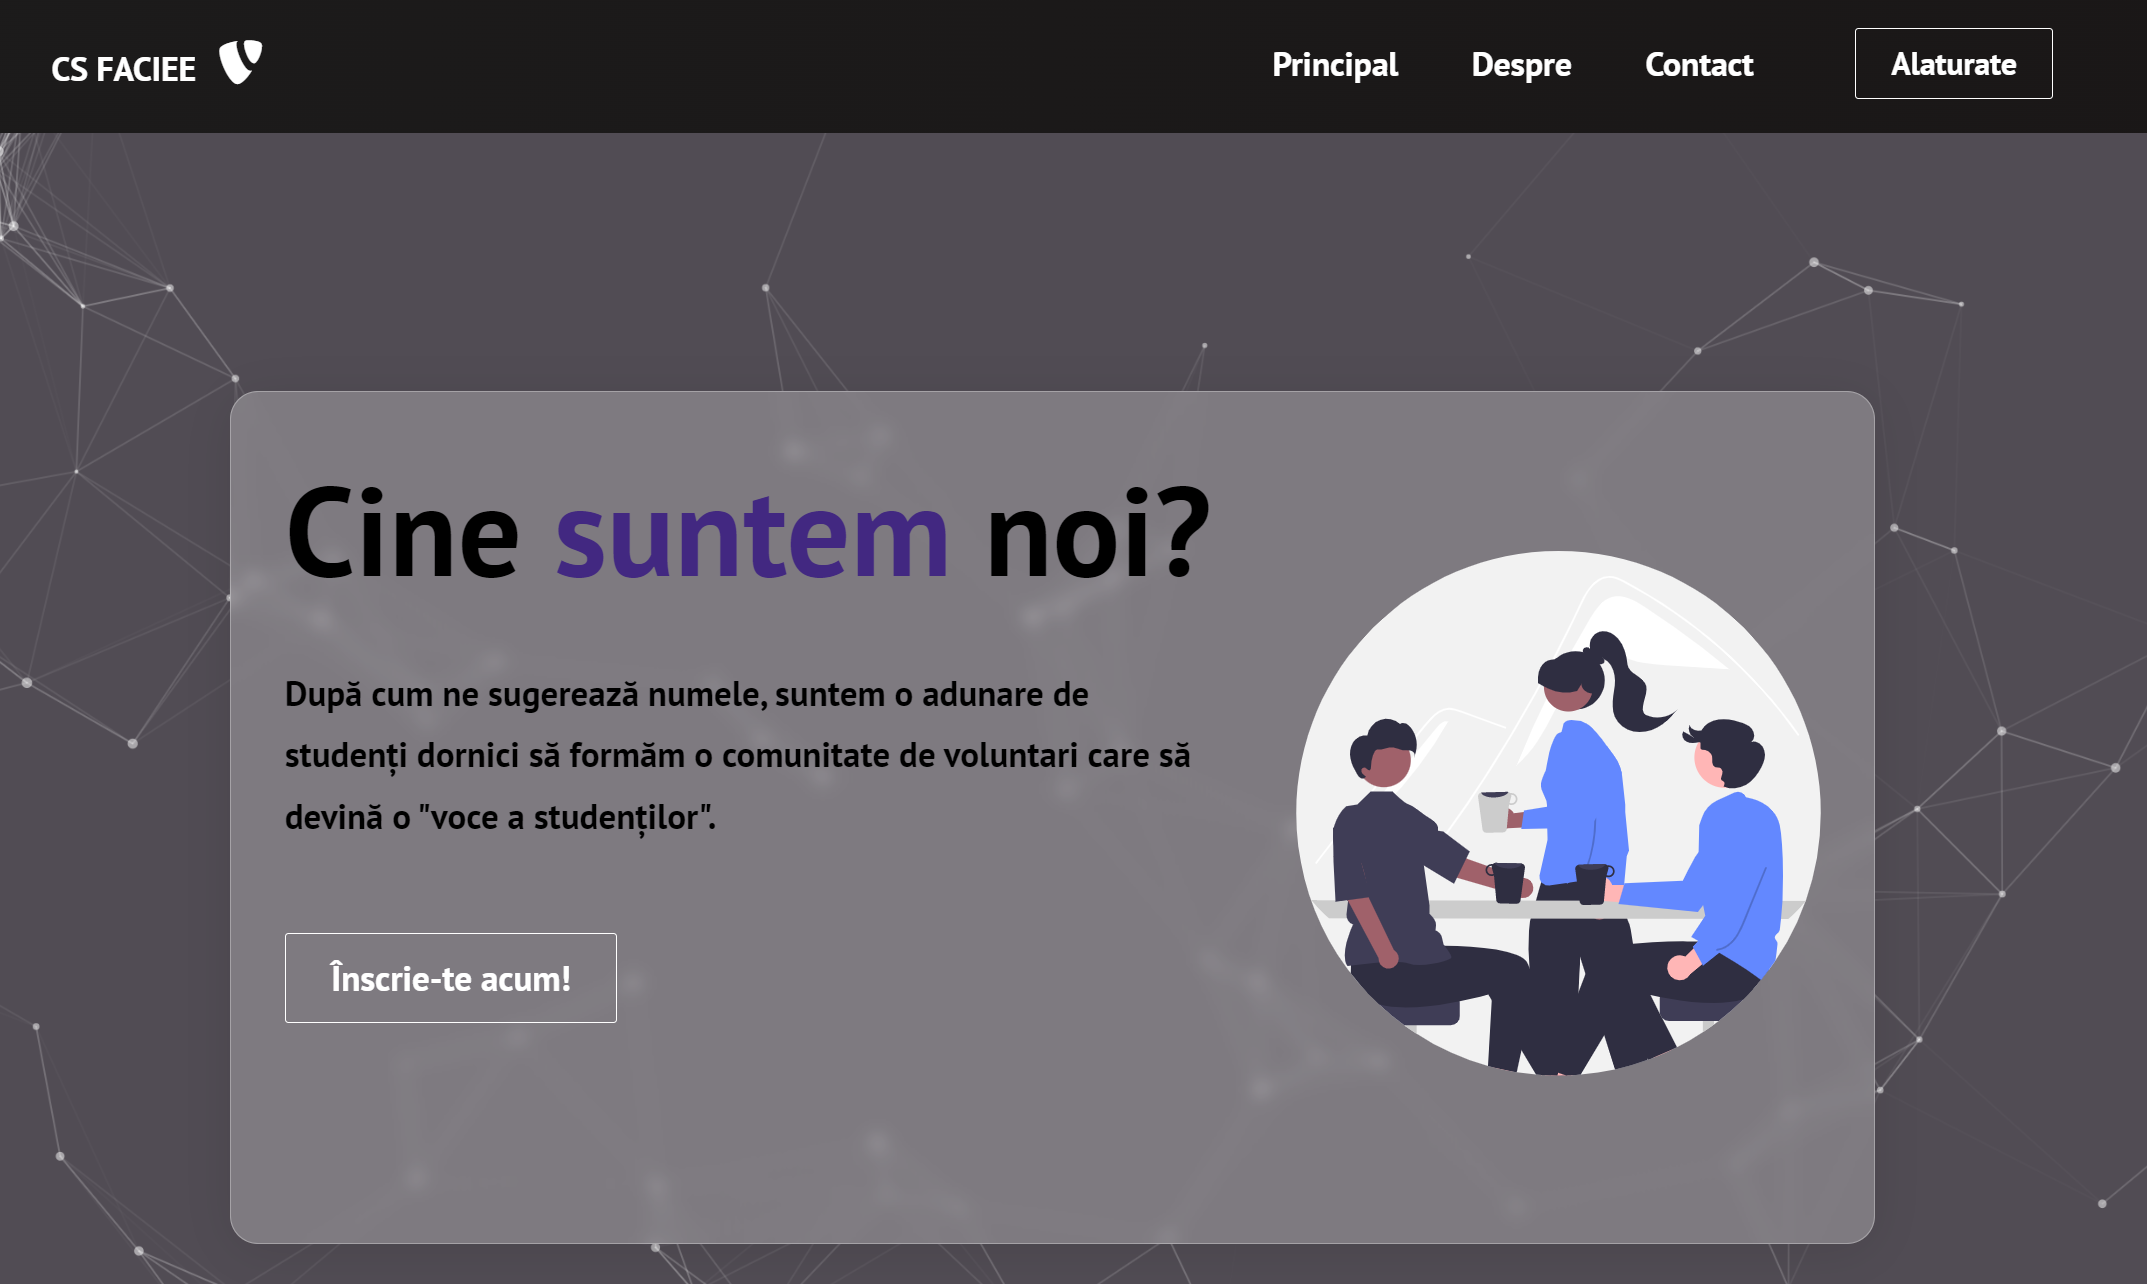 CS FACIEE
Principal
Despre
Contact
Alaturate
Cine suntem noi?
După cum ne sugerează numele, suntem o adunare de
studenți dornici să formăm o comunitate de voluntari care să
devină o "voce a studenților".
Înscrie-te acum!